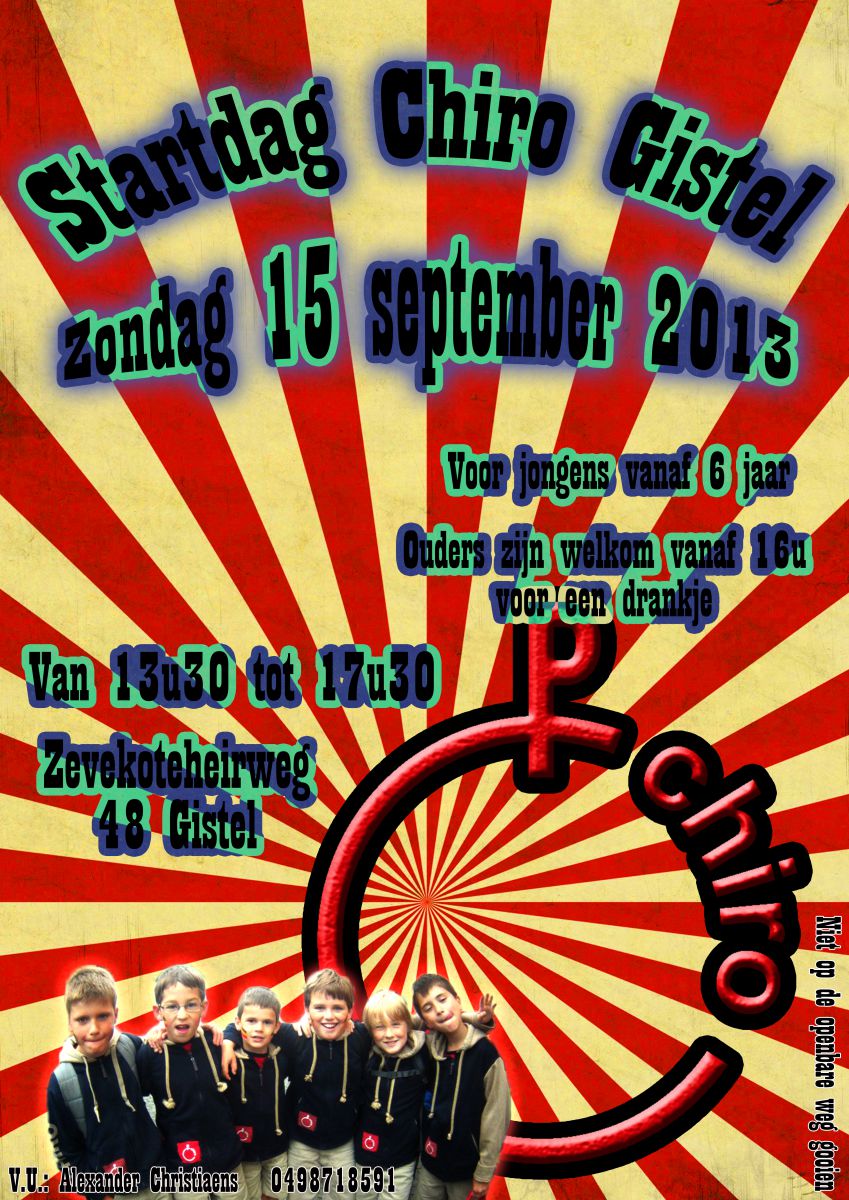 Startdag Chiro Gistel
zondag 15 september 2013
Voor jongens vanaf 6 jaar
Ouders zijn welkom vanaf 16u
voor een drankje
Van 13u30 tot 17u30
Zevekoteheirweg
48 Gistel
chiro
Niet op de openbare weg gooien
V.U.: Alexander Christiaens 0498718591